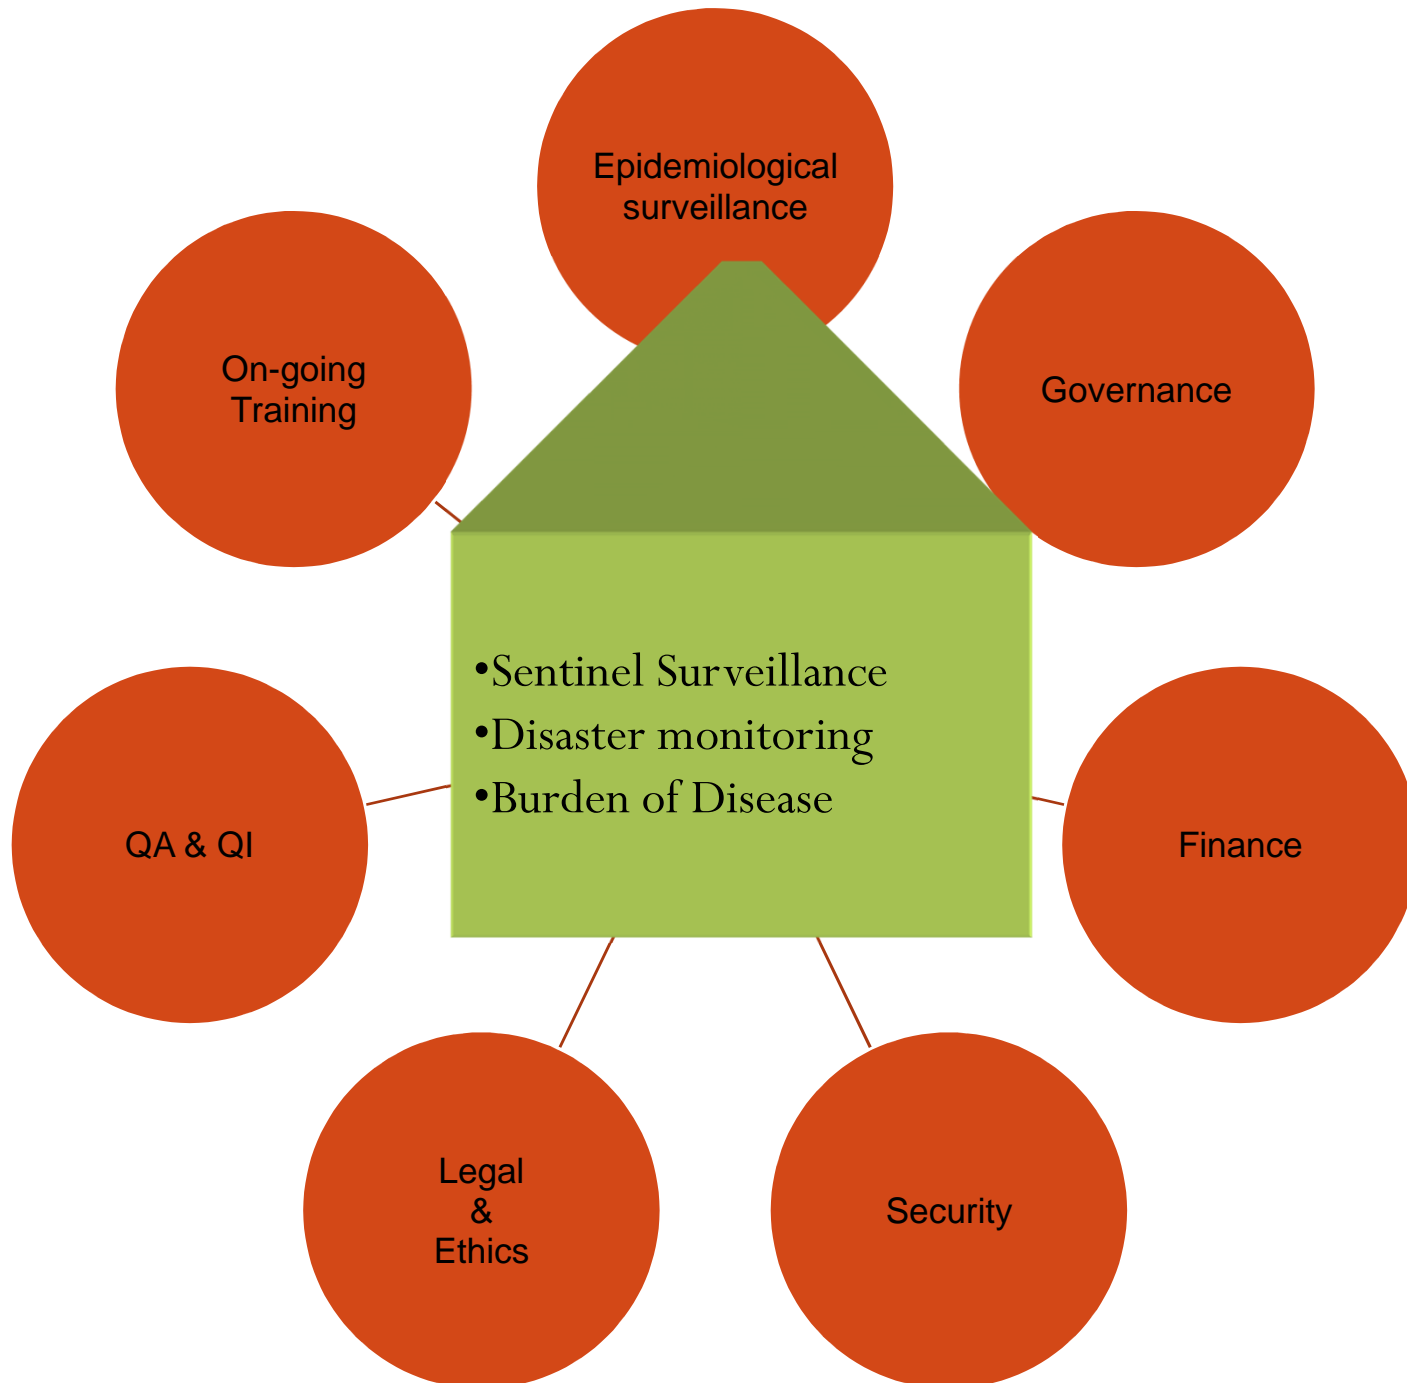 Epidemiological
surveillance
On-going
Training
Governance
•Sentinel Surveillance
•Disaster monitoring
•Burden of Disease
QA & QI
Finance
Legal
&
Ethics
Security